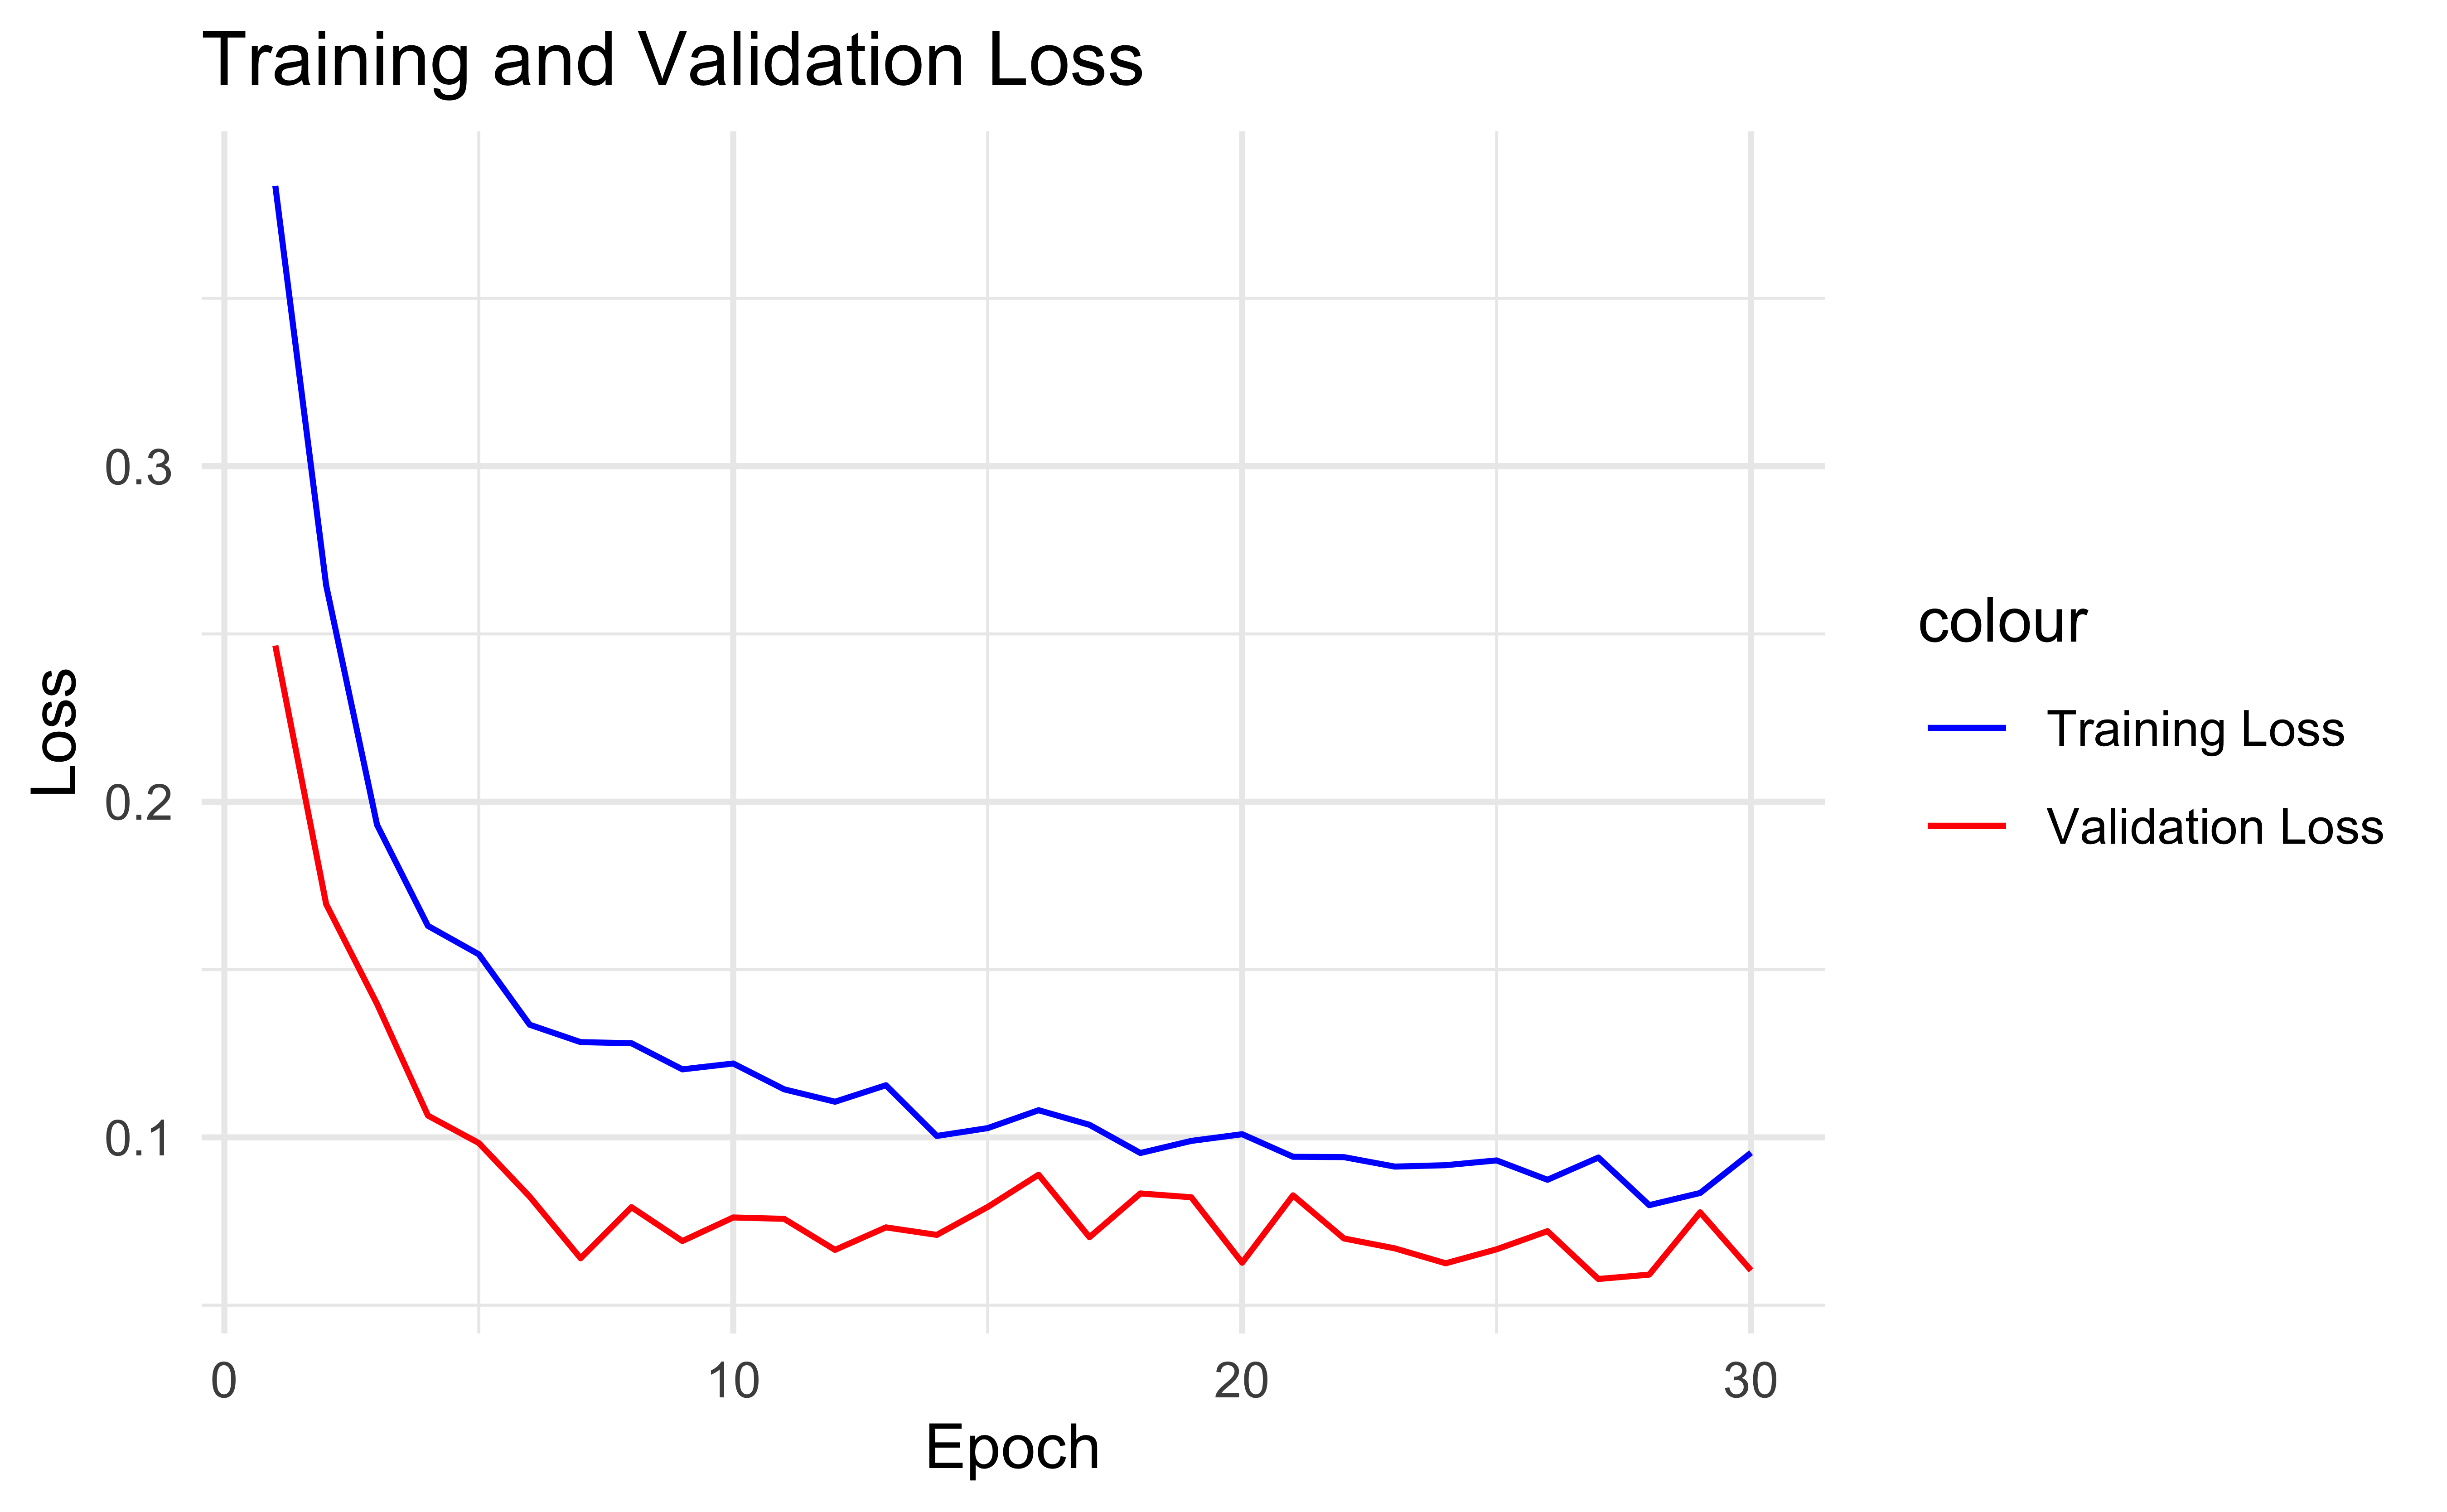 Training and Validation Loss
Loss
0.3
0.2
0.1
0 10 20 30
Epoch
colour
Training Loss
Validation Loss